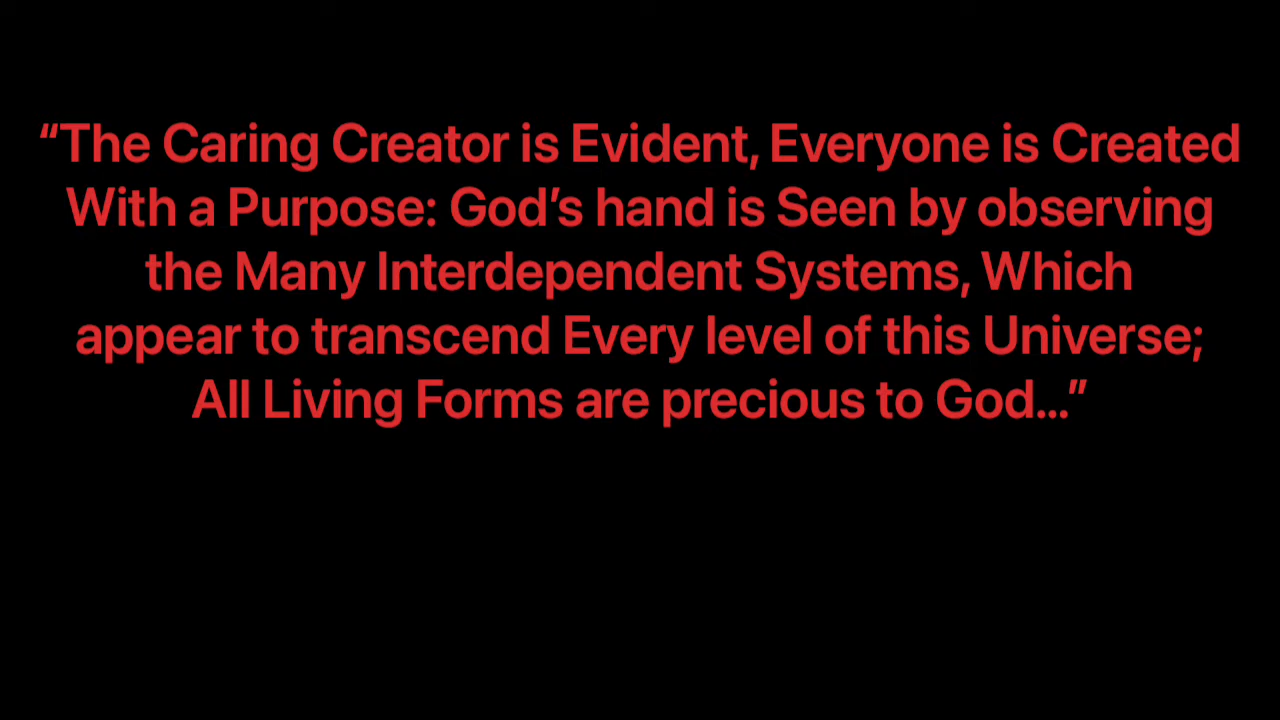 “The Caring Creator is Evident, Everyone is Created
With a Purpose: God’s hand is Seen by observing
the Many Interdependent Systems, Which
appear to transcend Every level of this Universe;
All Living Forms are precious to God...”